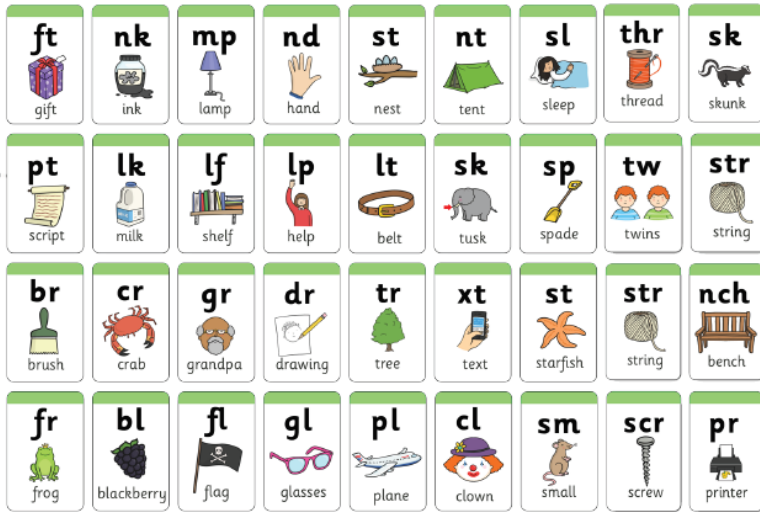 ft nk mp nd st nt sl thr sk
gift ink lamp hand nest tent sleep thread skunk
pt lk lf lp lt sk sp tw str
script milk shelf help belt tusk spade twins string
br cr gr dr tr xt st str nch
brush crab grandpa drawing tree text starfish string bench
fr bl fl gl pl cl sm scr pr
frog blackberry flag glasses plane clown small screw printer